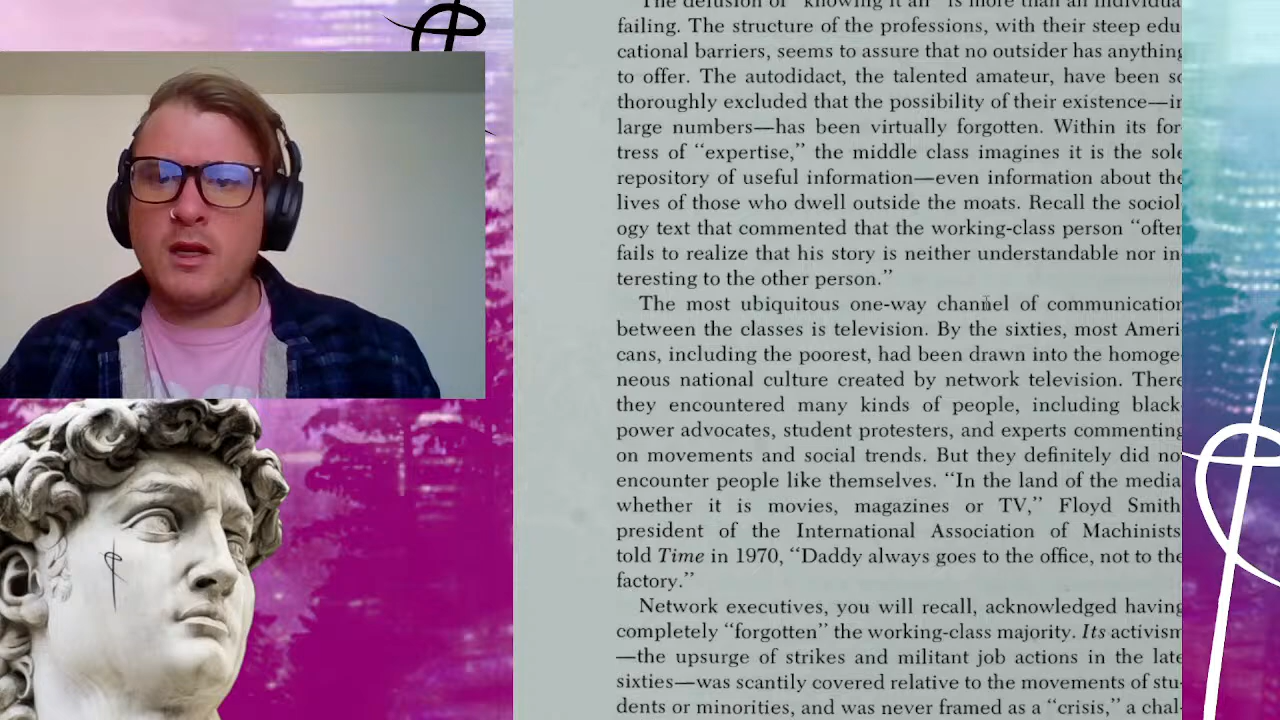 The delusion of "knowing it all" is more than an individua
failing. The structure of the professions, with their steep edu
cational barriers, seems to assure that no outsider has anything
to offer. The autodidact, the talented amateur, have been so
thoroughly excluded that the possibility of their existence—in
large numbers—has been virtually forgotten. Within its for-
tress of "expertise," the middle class imagines it is the sole
repository of useful information—even information about the
lives of those who dwell outside the moats. Recall the sociol
ogy text that commented that the working-class person "often
fails to realize that his story is neither understandable nor in-
teresting to the other person."
The most ubiquitous one-way channel of communication
between the classes is television. By the sixties, most Ameri
cans, including the poorest, had been drawn into the homoge-
neous national culture created by network television. There
they encountered many kinds of people, including black-
power advocates, student protesters, and experts commenting
on movements and social trends. But they definitely did no
encounter people like themselves. "In the land of the media
whether it is movies, magazines or TV," Floyd Smith
president of the International Association of Machinists
told Time in 1970, "Daddy always goes to the office, not to the
factory."
Network executives, you will recall, acknowledged having
completely "forgotten" the working-class majority. Its activism
—the upsurge of strikes and militant job actions in the late
sixties—was scantily covered relative to the movements of stu-
dents or minorities, and was never framed as a "crisis," a chal-